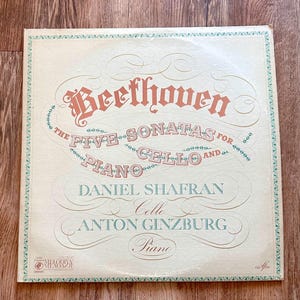 Beethoven
THE FIVE SONATAS FOR
CELLO AND
PIANO
DANIEL SHAFRAN
Cello
ANTON GINZBURG
Piano